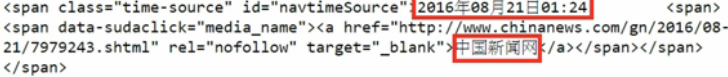 <span class="time-source" id="navtimeSource">2016年08月21日01:24 <span>
<span data-sudaclick="media_name"><a href="http://www.chinanews.com/gn/2016/08-
21/7979243.shtml" rel="nofollow" target="_blank">中国新闻网</a></span></span>
</span>